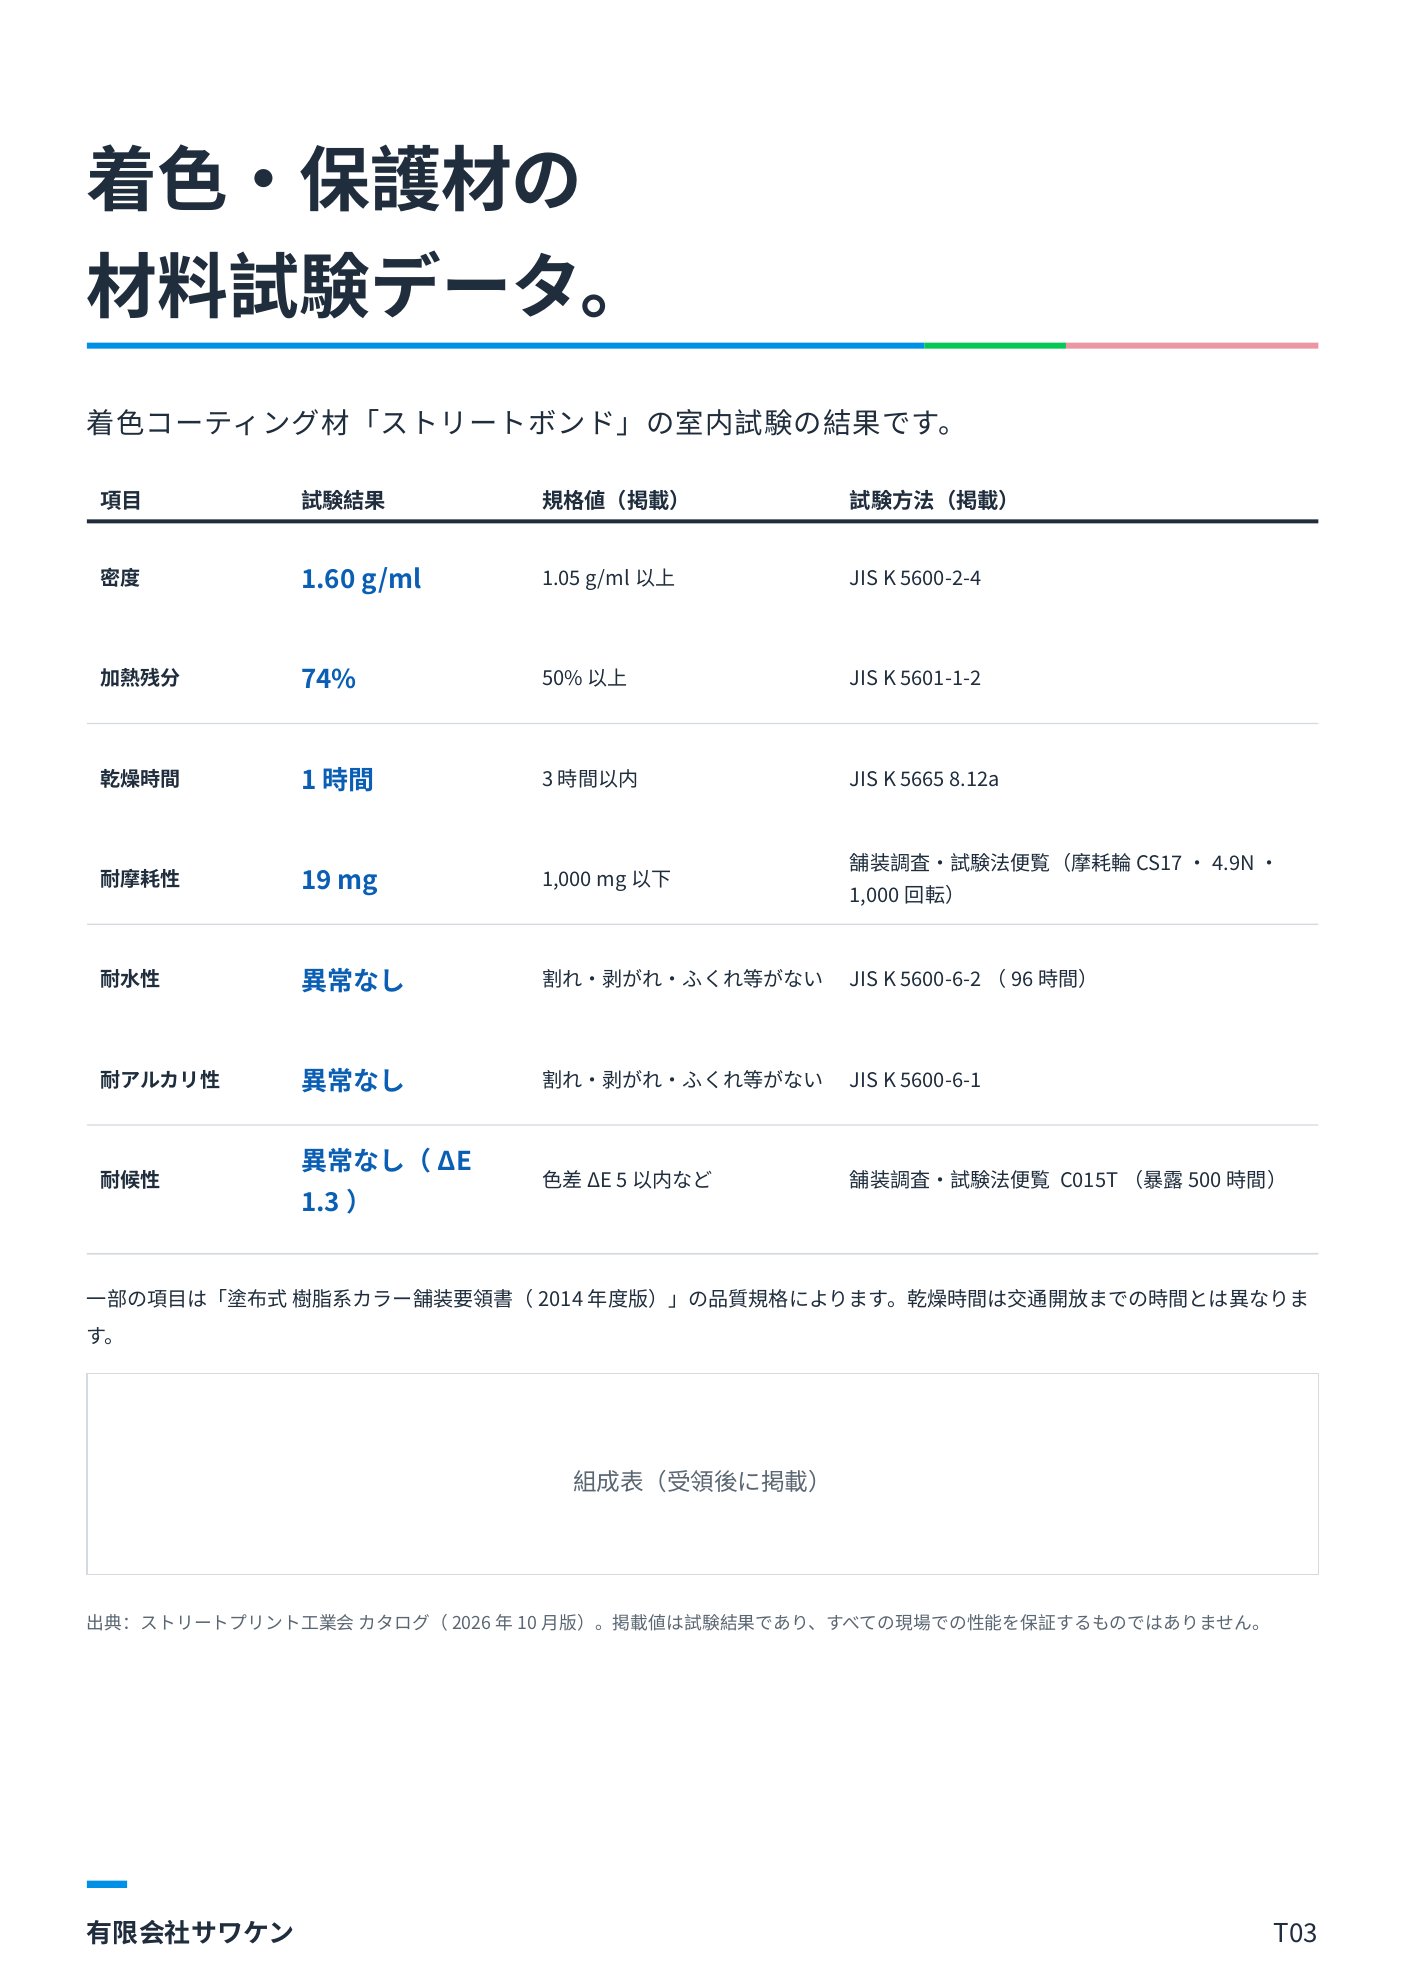 着色・保護材の
材料試験データ。
着色コーティング材「ストリートボンド」の室内試験の結果です。
項目 試験結果 規格値（掲載） 試験方法（掲載）
密度 1.60 g/ml 1.05 g/ml 以上 JIS K 5600-2-4
加熱残分 74% 50% 以上 JIS K 5601-1-2
乾燥時間 1 時間 3 時間以内 JIS K 5665 8.12a
耐摩耗性 19 mg 1,000 mg 以下 舗装調査・試験法便覧（摩耗輪 CS17 ・ 4.9N ・
1,000 回転）
耐水性 異常なし 割れ・剥がれ・ふくれ等がない JIS K 5600-6-2 （ 96 時間）
耐アルカリ性 異常なし 割れ・剥がれ・ふくれ等がない JIS K 5600-6-1
耐候性 異常なし（ ΔE
1.3 ） 色差 ΔE 5 以内など 舗装調査・試験法便覧 C015T （暴露 500 時間）
一部の項目は「塗布式 樹脂系カラー舗装要領書（ 2014 年度版）」の品質規格によります。乾燥時間は交通開放までの時間とは異なりま
す。
組成表（受領後に掲載）
出典：ストリートプリント工業会 カタログ（ 2026 年 10 月版）。掲載値は試験結果であり、すべての現場での性能を保証するものではありません。
有限会社サワケン T03